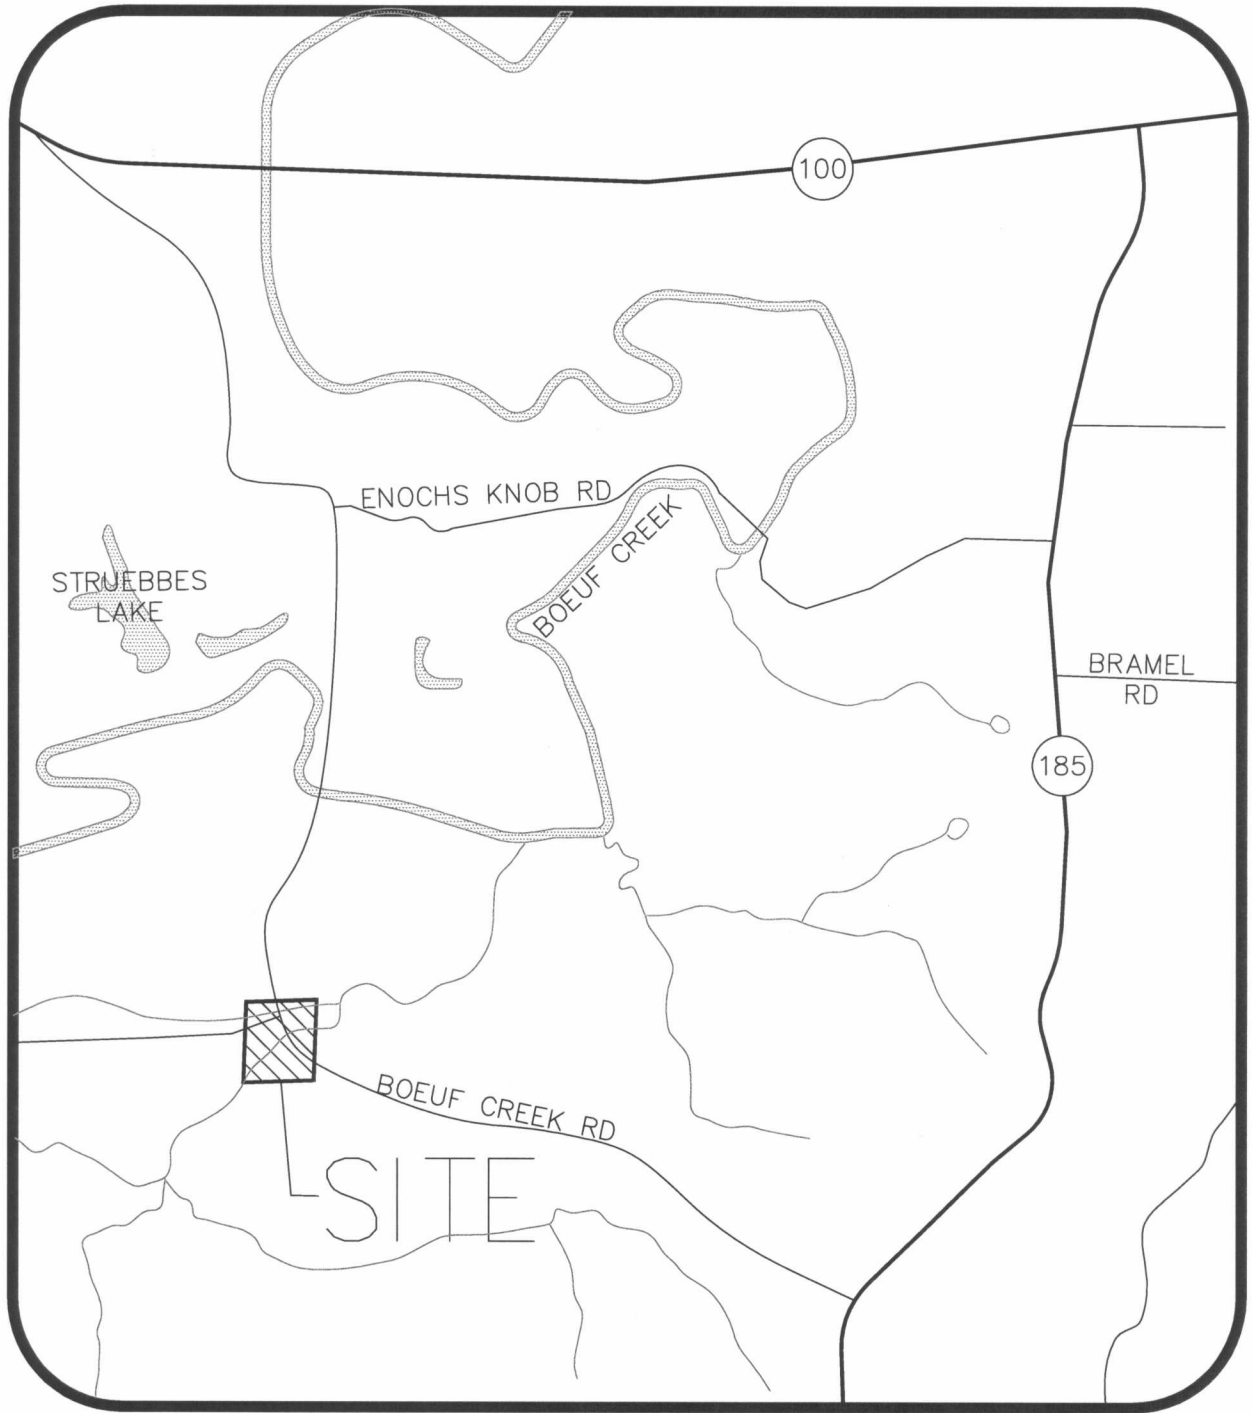 100
ENOCHS KNOB RD
BOEUF CREEK
STRUEBBES
LAKE
BRAMEL
RD
185
BOEUF CREEK RD
SITE